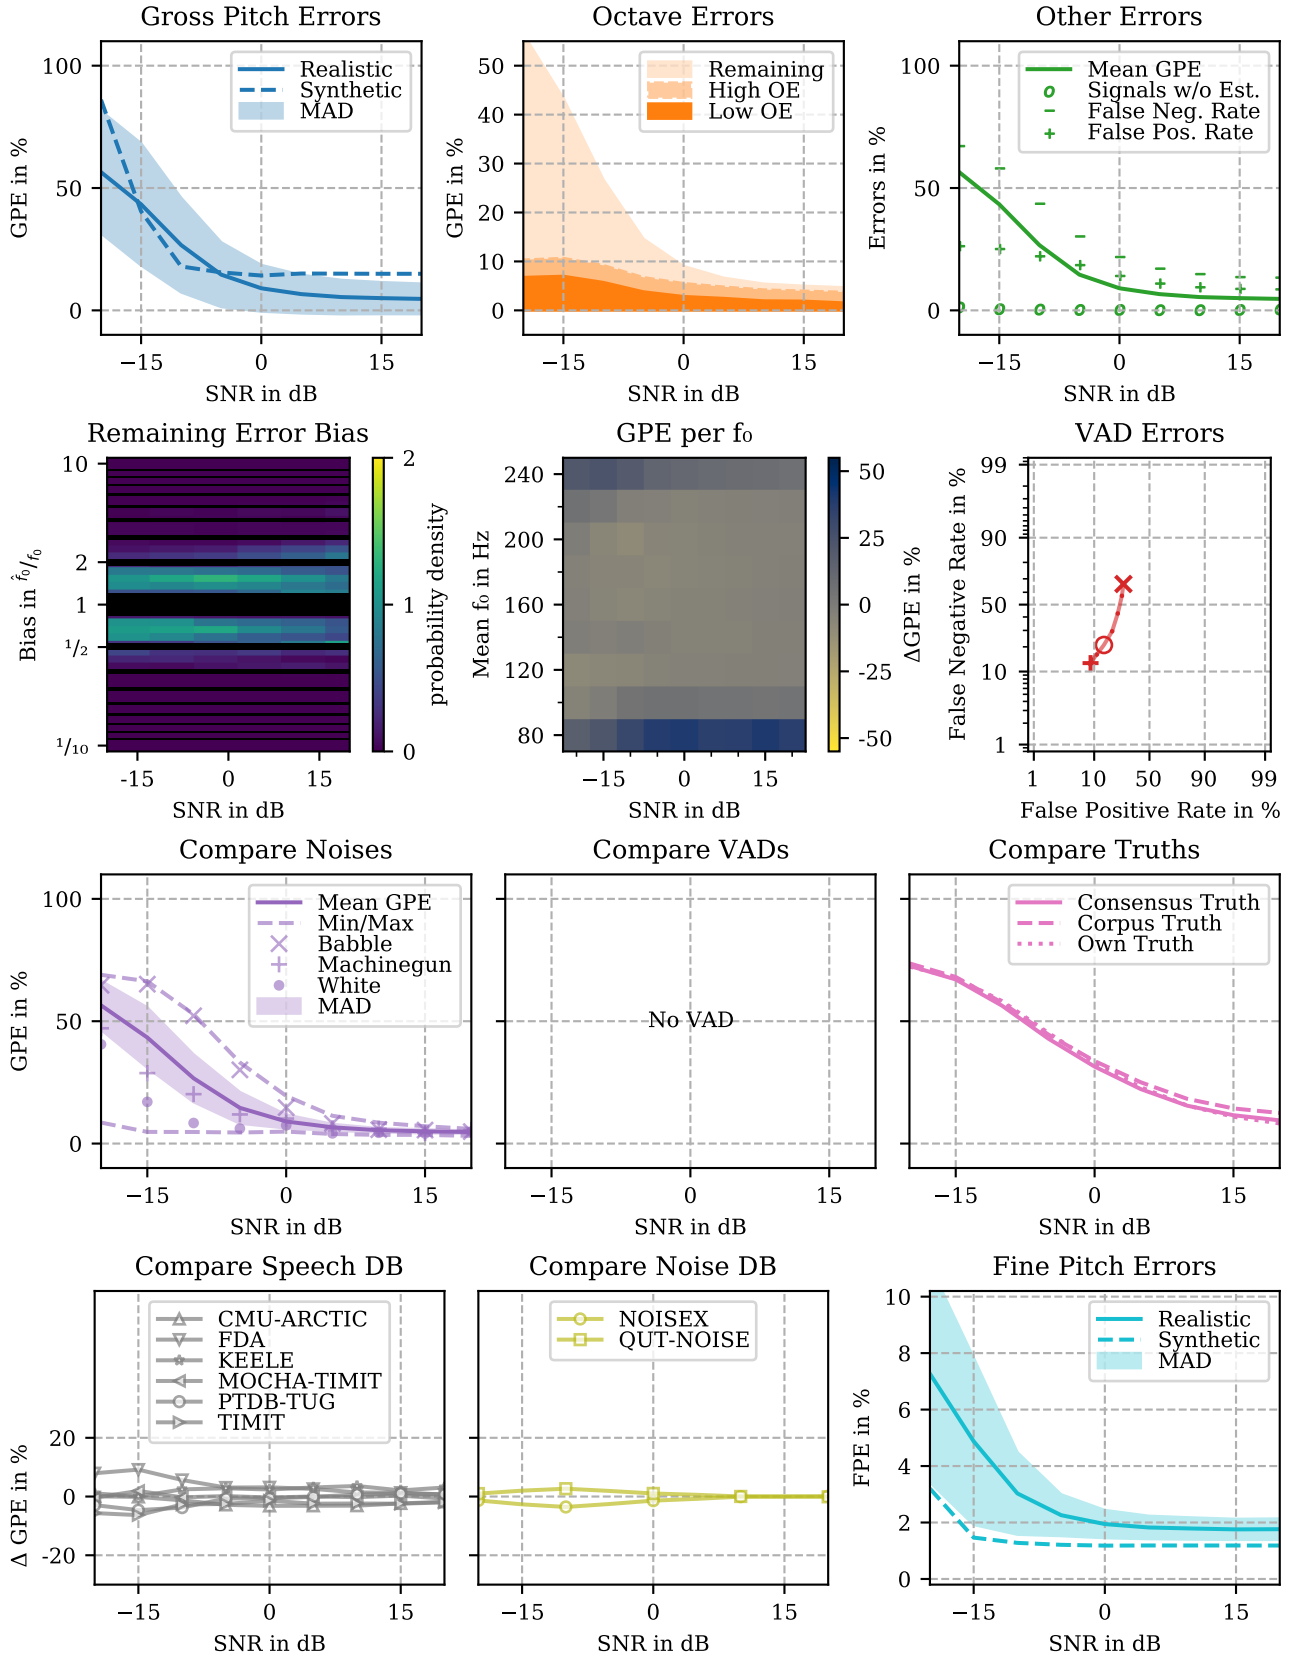 Gross Pitch Errors
100
50
0
GPE in %
Realistic
Synthetic
MAD
−15
0
15
SNR in dB
Octave Errors
50
40
30
20
10
0
GPE in %
Remaining
High OE
Low OE
−15
0
15
SNR in dB
Other Errors
100
50
0
Errors in %
Mean GPE
Signals w/o Est.
False Neg. Rate
False Pos. Rate
−15
0
15
SNR in dB
Remaining Error Bias
10
2
1
¹/₂
¹/₁₀
Bias in f̂₀/f₀
-15
0
15
SNR in dB
2
1
0
probability density
GPE per f₀
240
200
160
120
80
Mean f₀ in Hz
−15
0
15
SNR in dB
50
25
0
-25
-50
ΔGPE in %
VAD Errors
99
90
50
10
1
False Negative Rate in %
1
10
50
90
99
False Positive Rate in %
Compare Noises
100
50
0
GPE in %
Mean GPE
Min/Max
Babble
Machinegun
White
MAD
−15
0
15
SNR in dB
Compare VADs
No VAD
−15
0
15
SNR in dB
Compare Truths
Consensus Truth
Corpus Truth
Own Truth
−15
0
15
SNR in dB
Compare Speech DB
CMU-ARCTIC
FDA
KEELE
MOCHA-TIMIT
PTDB-TUG
TIMIT
20
0
-20
Δ GPE in %
−15
0
15
SNR in dB
Compare Noise DB
NOISEX
QUT-NOISE
−15
0
15
SNR in dB
Fine Pitch Errors
10
8
6
4
2
0
FPE in %
Realistic
Synthetic
MAD
−15
0
15
SNR in dB